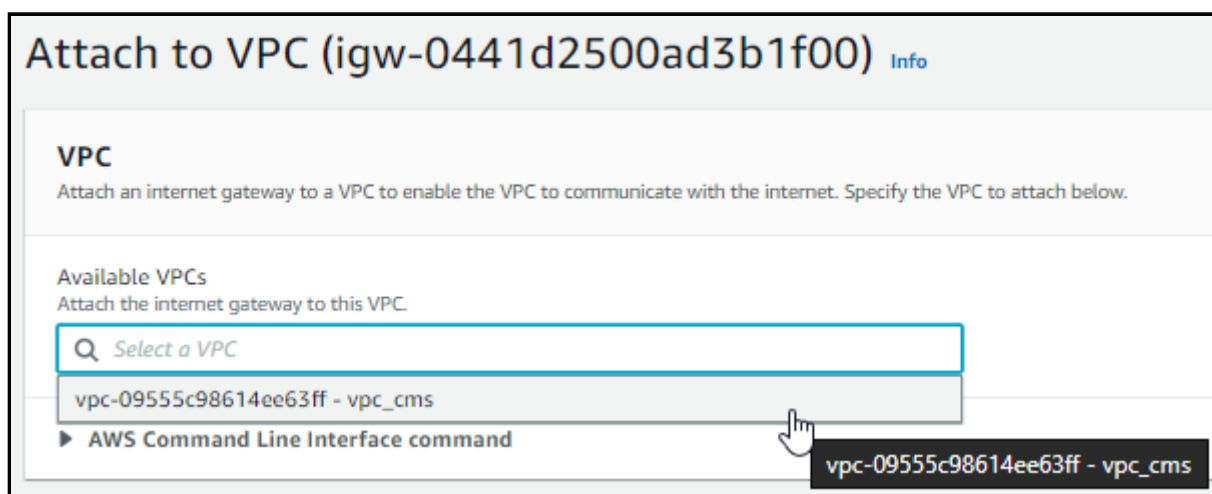 Attach to VPC (igw-0441d2500ad3b1f00) Info
VPC
Attach an internet gateway to a VPC to enable the VPC to communicate with the internet. Specify the VPC to attach below.
Available VPCs
Attach the internet gateway to this VPC.
Select a VPC
vpc-09555c98614ee63ff - vpc_cms
AWS Command Line Interface command
vpc-09555c98614ee63ff - vpc_cms